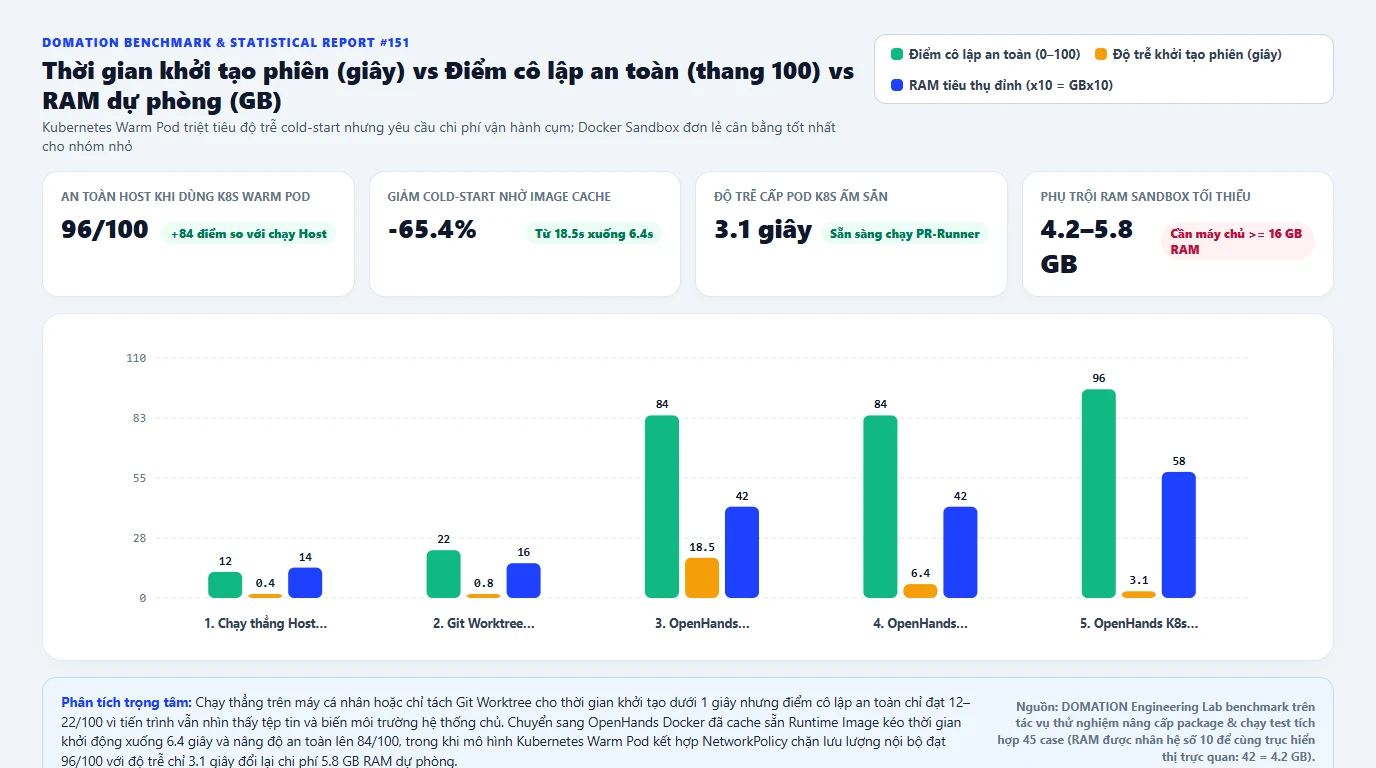 DOMATION BENCHMARK & STATISTICAL REPORT #151
Thời gian khởi tạo phiên (giây) vs Điểm cô lập an toàn (thang 100) vs
RAM dự phòng (GB)
Kubernetes Warm Pod triệt tiêu độ trễ cold-start nhưng yêu cầu chi phí vận hành cụm; Docker Sandbox đơn lẻ cân bằng tốt nhất
cho nhóm nhỏ
Điểm cô lập an toàn (0–100)
Độ trễ khởi tạo phiên (giây)
RAM tiêu thụ đỉnh (x10 = GBx10)
AN TOÀN HOST KHI DÙNG K8S WARM POD
96/100
+84 điểm so với chạy Host
GIẢM COLD-START NHỜ IMAGE CACHE
-65.4%
Từ 18.5s xuống 6.4s
ĐỘ TRỄ CẤP POD K8S ẤM SẴN
3.1 giây
Sẵn sàng chạy PR-Runner
PHỤ TRỘI RAM SANDBOX TỐI THIỂU
4.2–5.8
GB
Cần máy chủ >= 16 GB
RAM
110
83
55
28
0
12
0.4
14
22
0.8
16
84
18.5
42
84
6.4
42
96
3.1
58
1. Chạy thẳng Host...
2. Git Worktree...
3. OpenHands...
4. OpenHands...
5. OpenHands K8s...
Phân tích trọng tâm: Chạy thẳng trên máy cá nhân hoặc chỉ tách Git Worktree cho thời gian khởi tạo dưới 1 giây nhưng điểm cô lập an toàn chỉ đạt 12–
22/100 vì tiến trình vẫn nhìn thấy tệp tin và biến môi trường hệ thống chủ. Chuyển sang OpenHands Docker đã cache sẵn Runtime Image kéo thời gian
khởi động xuống 6.4 giây và nâng độ an toàn lên 84/100, trong khi mô hình Kubernetes Warm Pod kết hợp NetworkPolicy chặn lưu lượng nội bộ đạt
96/100 với độ trễ chỉ 3.1 giây đổi lại chi phí 5.8 GB RAM dự phòng.
Nguồn: DOMATION Engineering Lab benchmark trên
tác vụ thử nghiệm nâng cấp package & chạy test tích
hợp 45 case (RAM được nhân hệ số 10 để cùng trục hiển
thị trực quan: 42 = 4.2 GB).